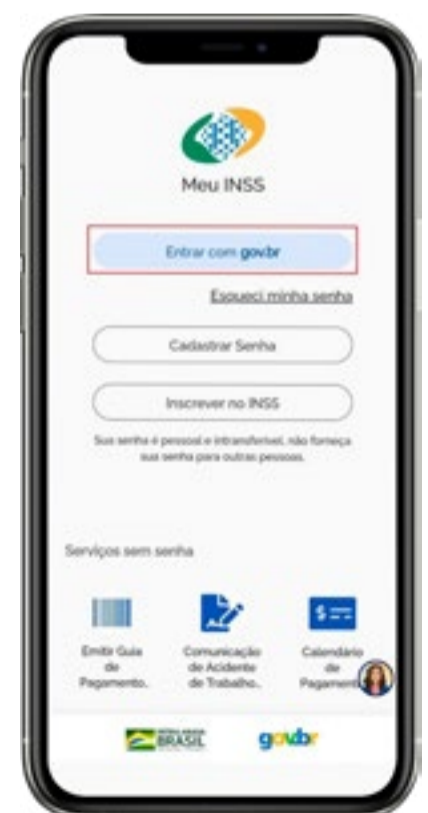 Meu INSS
Entrar com gov.br
Esqueci minha senha
Cadastrar Senha
Inscrever no INSS
Sua senha é pessoal e intransferível, não forneça
sua senha para outras pessoas.
Serviços sem senha
Emitir Guia
de
Pagamento..
Comunicação
de Acidente
de Trabalho..
Calendário
de
Pagament
BRASIL
gov.br